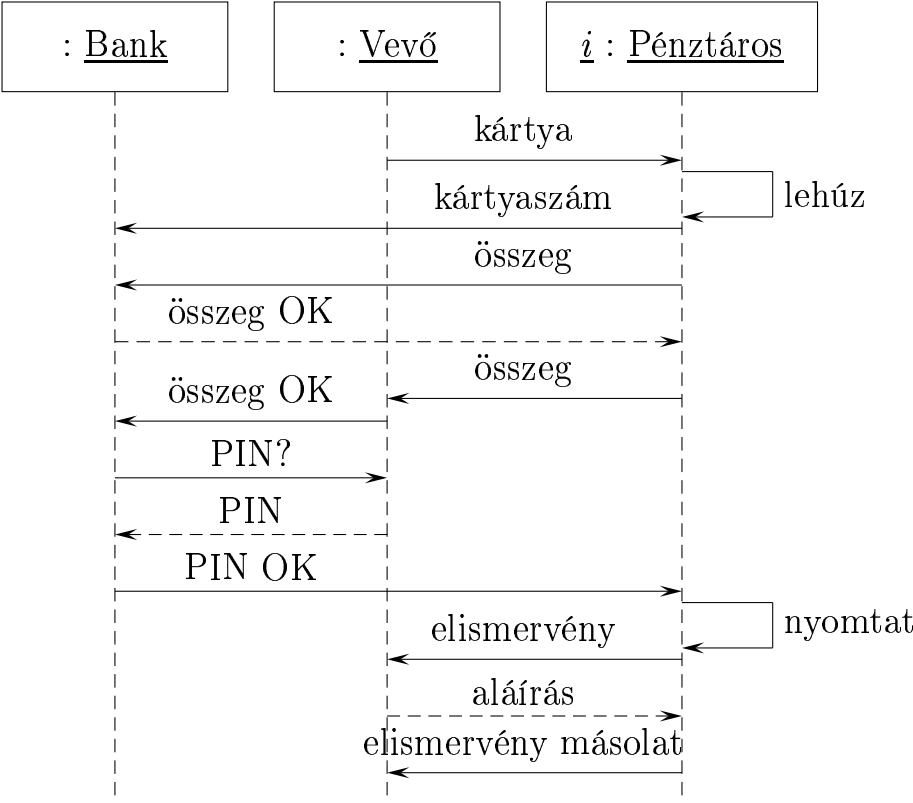 : Bank
: Vevő
i : Pénztáros
kártya
lehúz
kártyaszám
összeg
összeg OK
összeg
összeg OK
PIN?
PIN
PIN OK
nyomtat
elismervény
aláírás
elismervény másolat